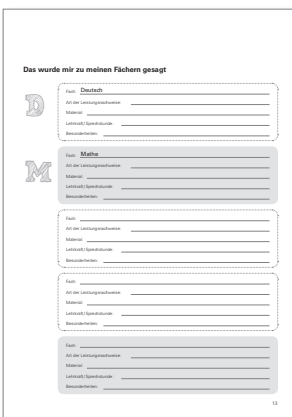 Das wurde mir zu meinen Fächern gesagt
D
Fach: Deutsch
Art der Leistungsnachweise:
Material:
Lehrkraft/Sprechstunde:
Besonderheiten:
M
Fach: Mathe
Art der Leistungsnachweise:
Material:
Lehrkraft/Sprechstunde:
Besonderheiten:
Fach:
Art der Leistungsnachweise:
Material:
Lehrkraft/Sprechstunde:
Besonderheiten:
Fach:
Art der Leistungsnachweise:
Material:
Lehrkraft/Sprechstunde:
Besonderheiten:
Fach:
Art der Leistungsnachweise:
Material:
Lehrkraft/Sprechstunde:
Besonderheiten:
13